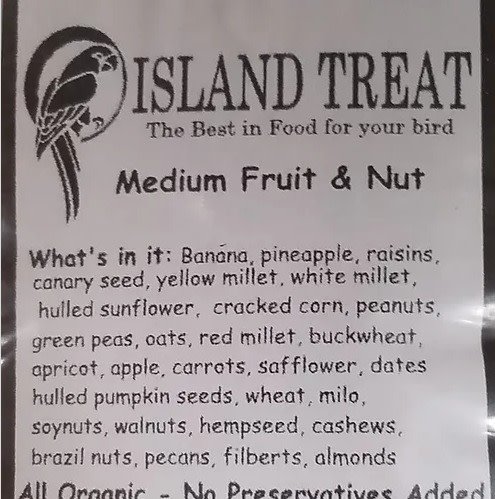 ISLAND TREAT
The Best in Food for your bird
Medium Fruit & Nut
What's in it: Banana, pineapple, raisins,
canary seed, yellow millet, white millet,
hulled sunflower, cracked corn, peanuts,
green peas, oats, red millet, buckwheat,
apricot, apple, carrots, safflower, dates
hulled pumpkin seeds, wheat, milo,
soynuts, walnuts, hempseed, cashews,
brazil nuts, pecans, filberts, almonds
All Organic - No Preservatives Added